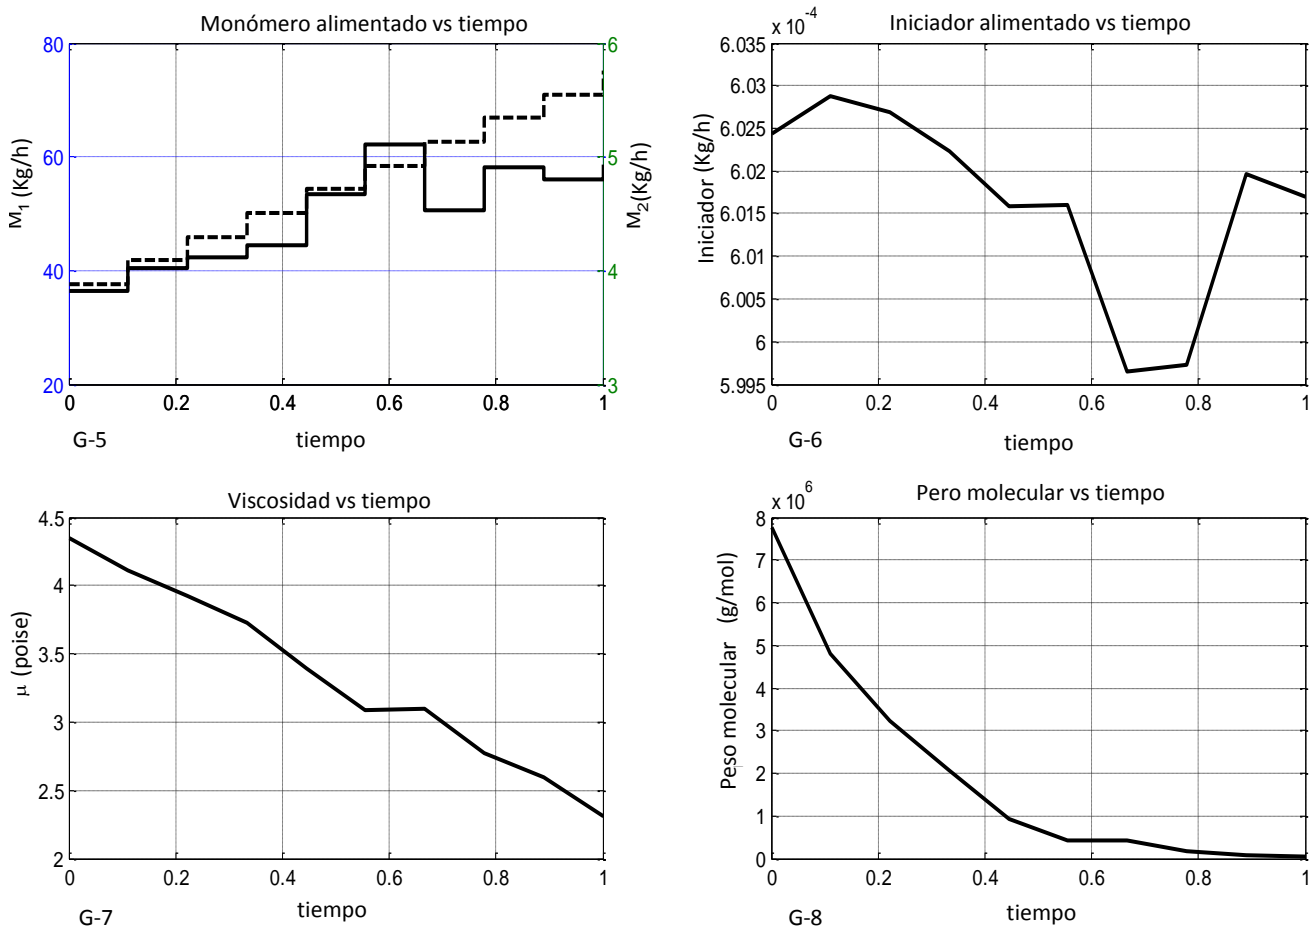 Monómero alimentado vs tiempo
M1 (Kg/h)
80
60
40
20
6
5
4
3
M2(Kg/h)
0 0.2 0.4 0.6 0.8 1
G-5 tiempo
Iniciador alimentado vs tiempo
x 10-4
Iniciador (Kg/h)
6.035
6.03
6.025
6.02
6.015
6.01
6.005
6
5.995
0 0.2 0.4 0.6 0.8 1
G-6 tiempo
Viscosidad vs tiempo
μ (poise)
4.5
4
3.5
3
2.5
2
0 0.2 0.4 0.6 0.8 1
G-7 tiempo
Pero molecular vs tiempo
x 106
Peso molecular (g/mol)
8
7
6
5
4
3
2
1
0
0 0.2 0.4 0.6 0.8 1
G-8 tiempo